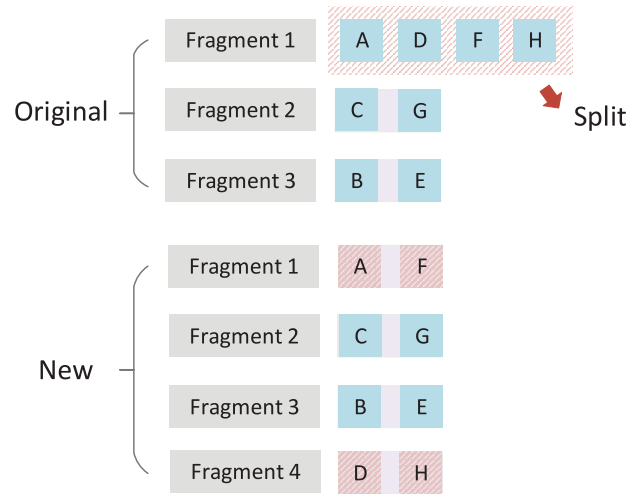 Original
Fragment 1 A D F H
Split
Fragment 2 C G
Fragment 3 B E
New
Fragment 1 A F
Fragment 2 C G
Fragment 3 B E
Fragment 4 D H